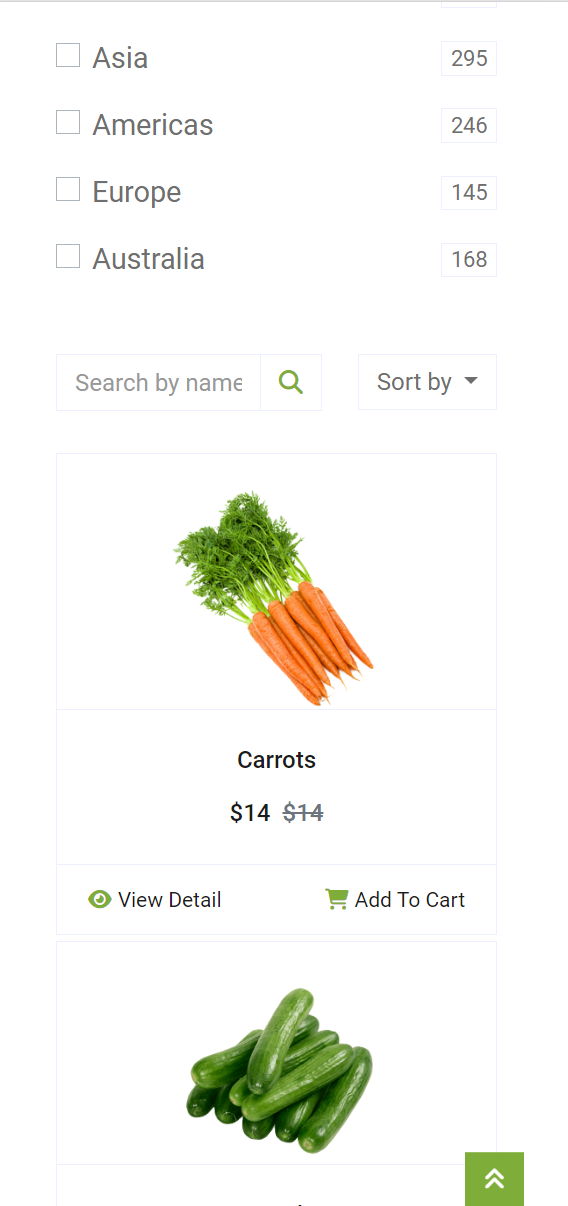 Asia 295
Americas 246
Europe 145
Australia 168
Search by name Sort by
Carrots
$14 $14
View Detail Add To Cart